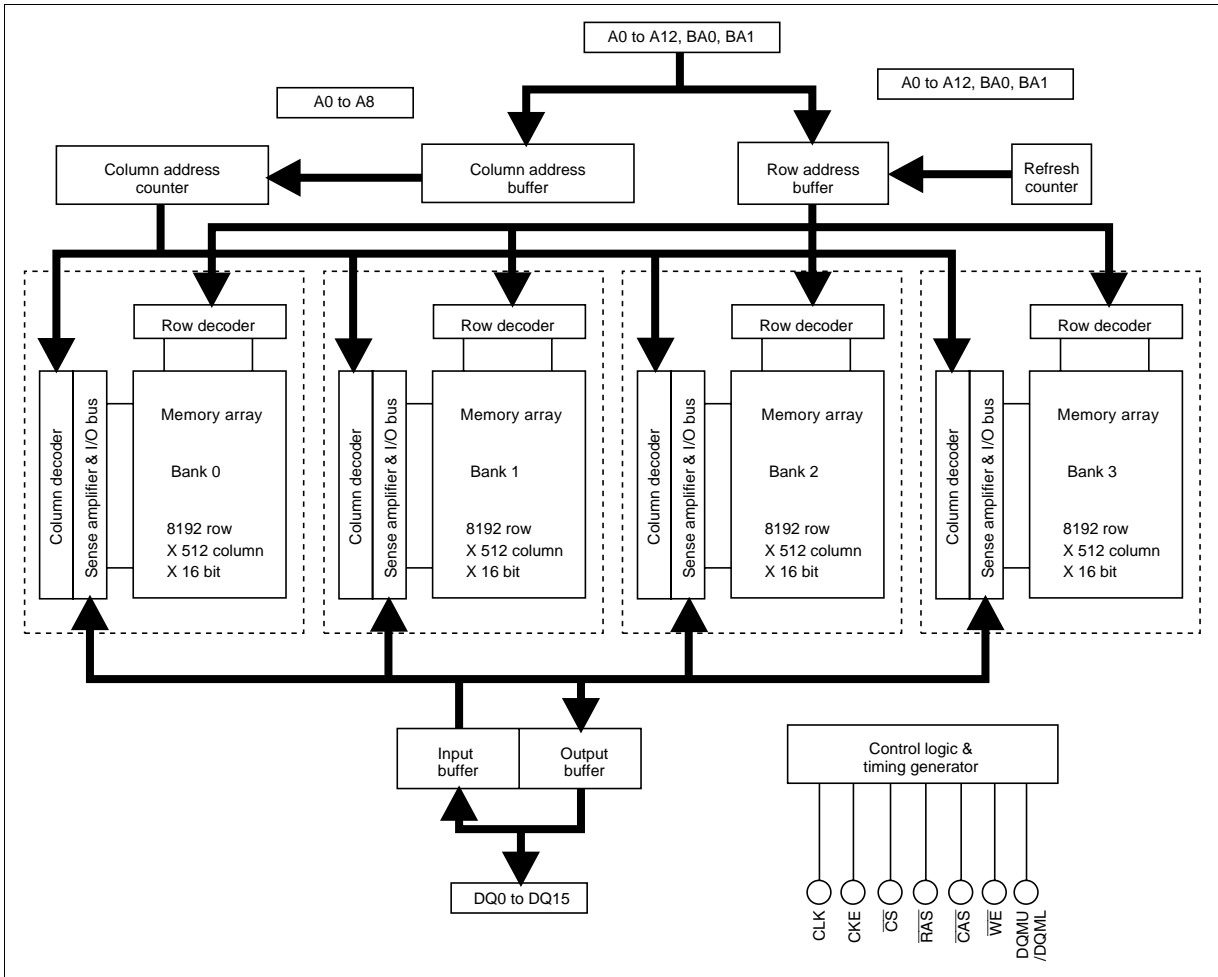 A0 to A12, BA0, BA1
A0 to A8
A0 to A12, BA0, BA1
Column address
counter
Column address
buffer
Row address
buffer
Refresh
counter
Row decoder
Row decoder
Row decoder
Row decoder
Column decoder
Sense amplifier & I/O bus
Memory array
Bank 0
8192 row
X 512 column
X 16 bit
Column decoder
Sense amplifier & I/O bus
Memory array
Bank 1
8192 row
X 512 column
X 16 bit
Column decoder
Sense amplifier & I/O bus
Memory array
Bank 2
8192 row
X 512 column
X 16 bit
Column decoder
Sense amplifier & I/O bus
Memory array
Bank 3
8192 row
X 512 column
X 16 bit
Input
buffer
Output
buffer
Control logic &
timing generator
DQ0 to DQ15
CLK
CKE
C̅S̅
R̅A̅S̅
C̅A̅S̅
W̅E̅
DQMU
/DQML